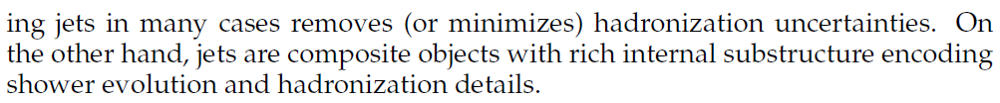 ing jets in many cases removes (or minimizes) hadronization uncertainties. On
the other hand, jets are composite objects with rich internal substructure encoding
shower evolution and hadronization details.